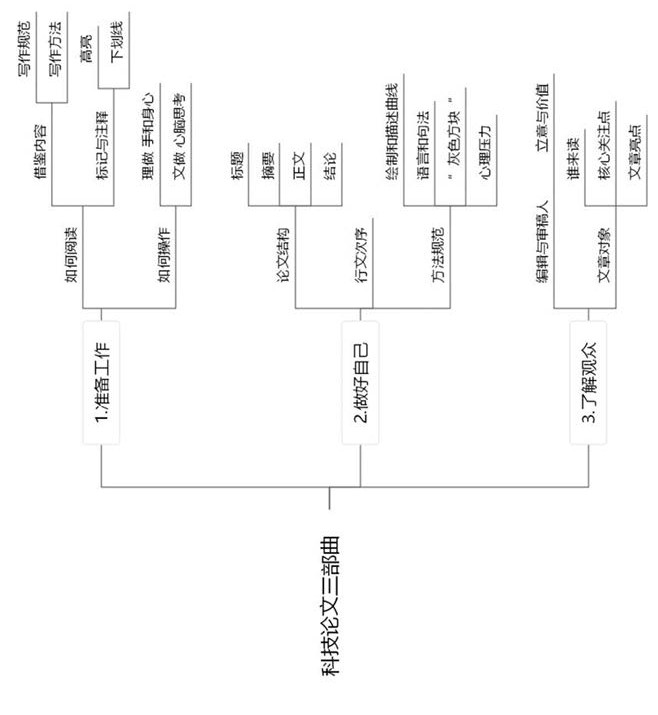 科技论文三部曲
1.准备工作
如何阅读
借鉴内容
写作规范
写作方法
标记与注释
高亮
下划线
如何操作
理做 手和身心
文做 心脑思考
2.做好自己
论文结构
标题
摘要
正文
结论
行文次序
方法规范
绘制和描述曲线
语言和句法
“灰色方块”
心理压力
3.了解观众
编辑与审稿人
立意与价值
文章对象
谁来读
核心关注点
文章亮点